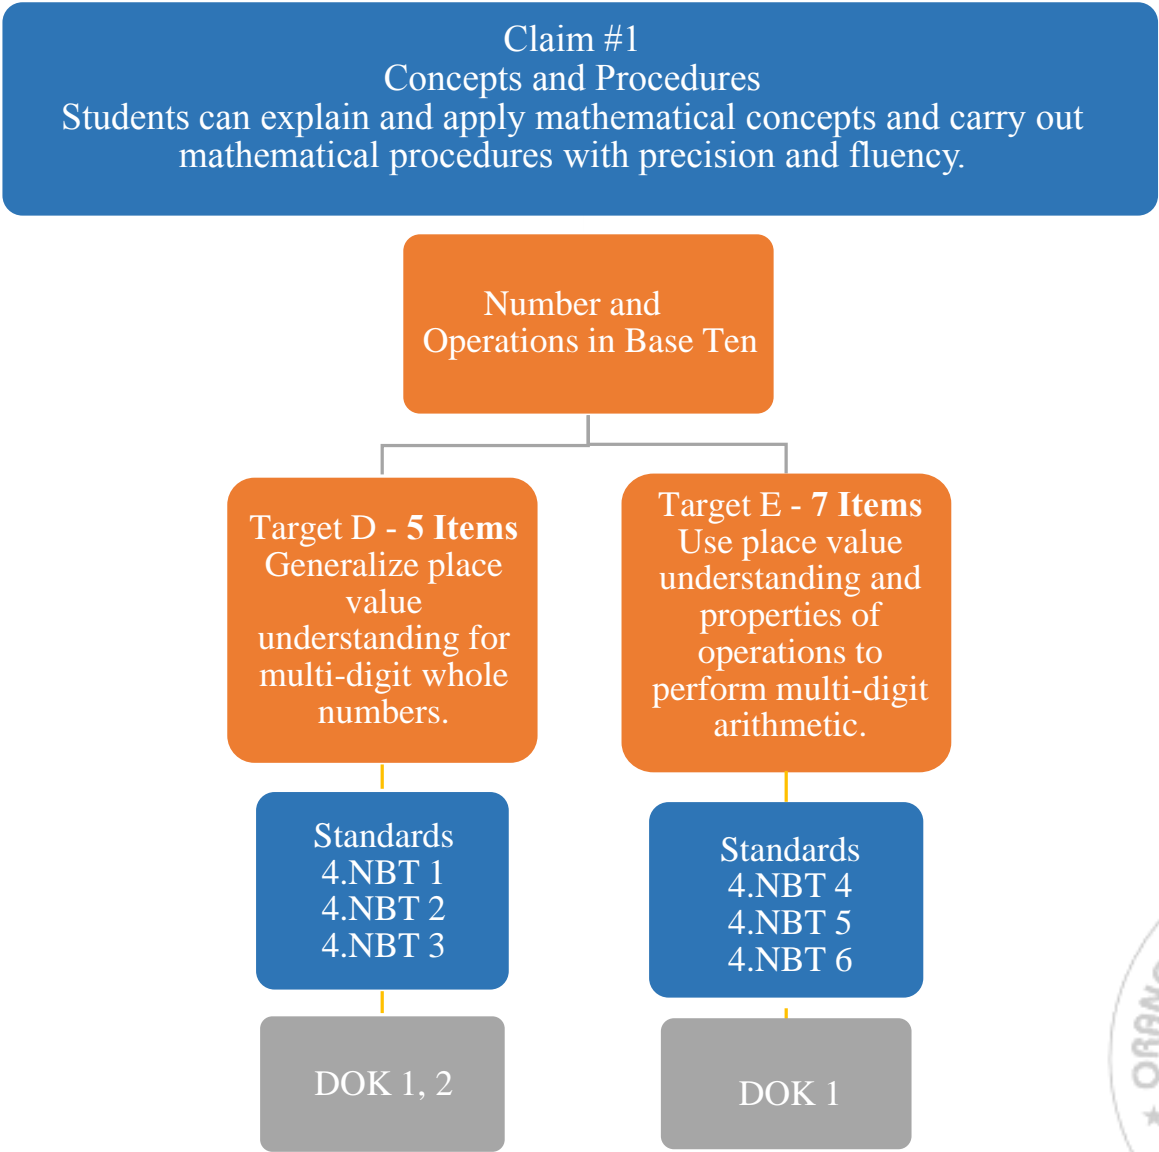 Claim #1
Concepts and Procedures
Students can explain and apply mathematical concepts and carry out
mathematical procedures with precision and fluency.
Number and
Operations in Base Ten
Target D - 5 Items
Generalize place
value
understanding for
multi-digit whole
numbers.
Target E - 7 Items
Use place value
understanding and
properties of
operations to
perform multi-digit
arithmetic.
Standards
4.NBT 1
4.NBT 2
4.NBT 3
Standards
4.NBT 4
4.NBT 5
4.NBT 6
DOK 1, 2
DOK 1